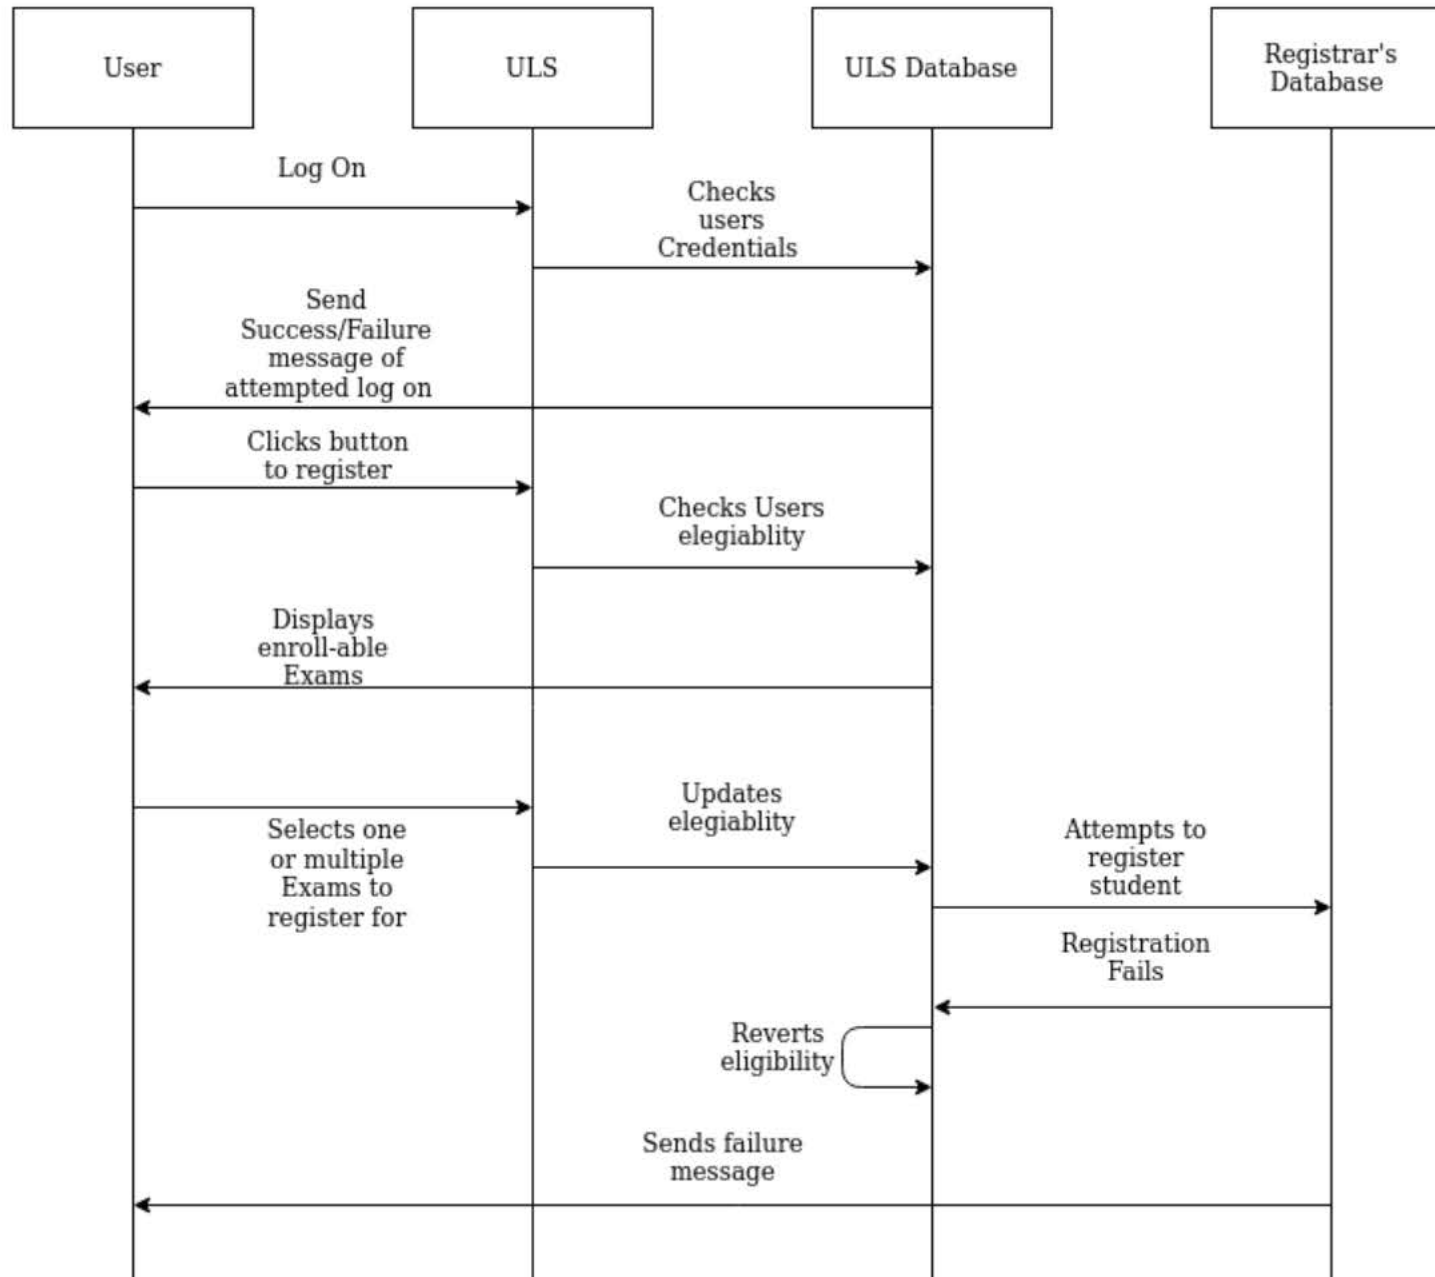 User
ULS
ULS Database
Registrar's
Database
Log On
Checks
users
Credentials
Send
Success/Failure
message of
attempted log on
Clicks button
to register
Checks Users
elegiablity
Displays
enroll-able
Exams
Selects one
or multiple
Exams to
register for
Updates
elegiablity
Attempts to
register
student
Registration
Fails
Reverts
eligibility
Sends failure
message